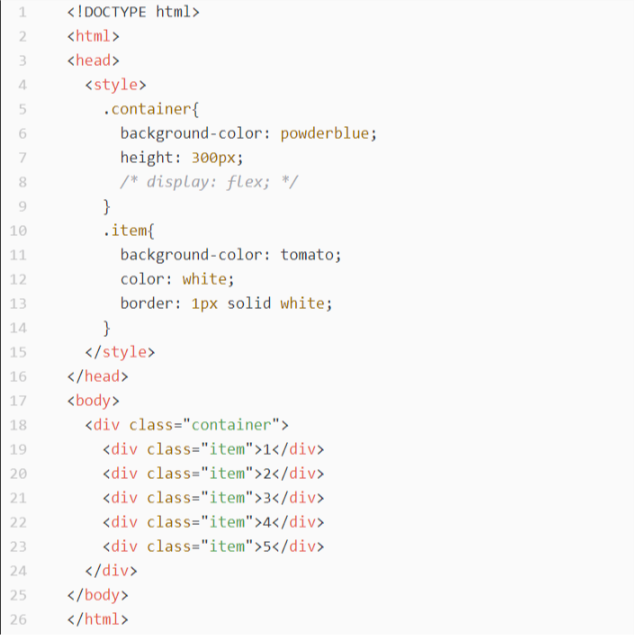 1 <!DOCTYPE html>
2 <html>
3 <head>
4   <style>
5     .container{
6       background-color: powderblue;
7       height: 300px;
8       /* display: flex; */
9     }
10     .item{
11       background-color: tomato;
12       color: white;
13       border: 1px solid white;
14     }
15   </style>
16 </head>
17 <body>
18   <div class="container">
19     <div class="item">1</div>
20     <div class="item">2</div>
21     <div class="item">3</div>
22     <div class="item">4</div>
23     <div class="item">5</div>
24   </div>
25 </body>
26 </html>